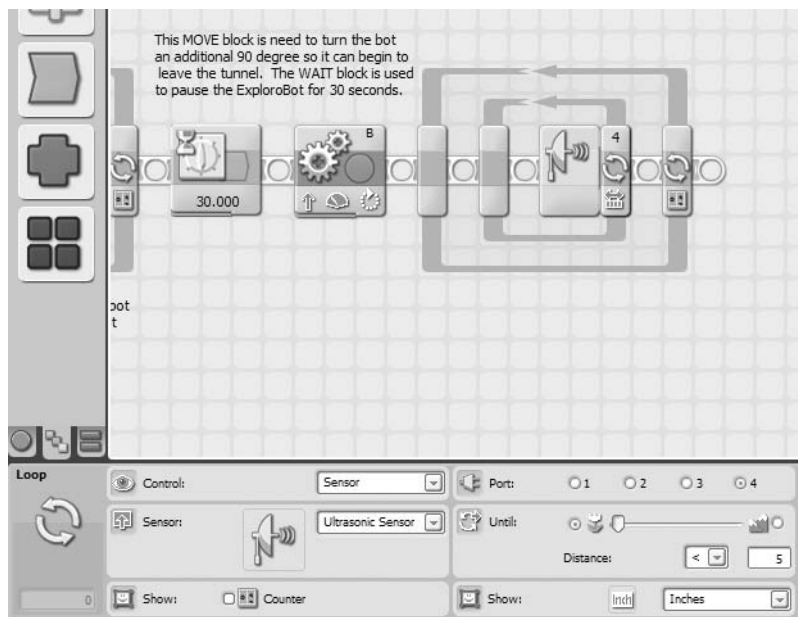 This MOVE block is need to turn the bot
an additional 90 degree so it can begin to
leave the tunnel. The WAIT block is used
to pause the ExploroBot for 30 seconds.
B
4
30.000
t
Loop
Control:
Sensor
Port:
1
2
3
4
Sensor:
Ultrasonic Sensor
Until:
Distance:
<
5
0
Show:
Counter
Show:
Inch
Inches